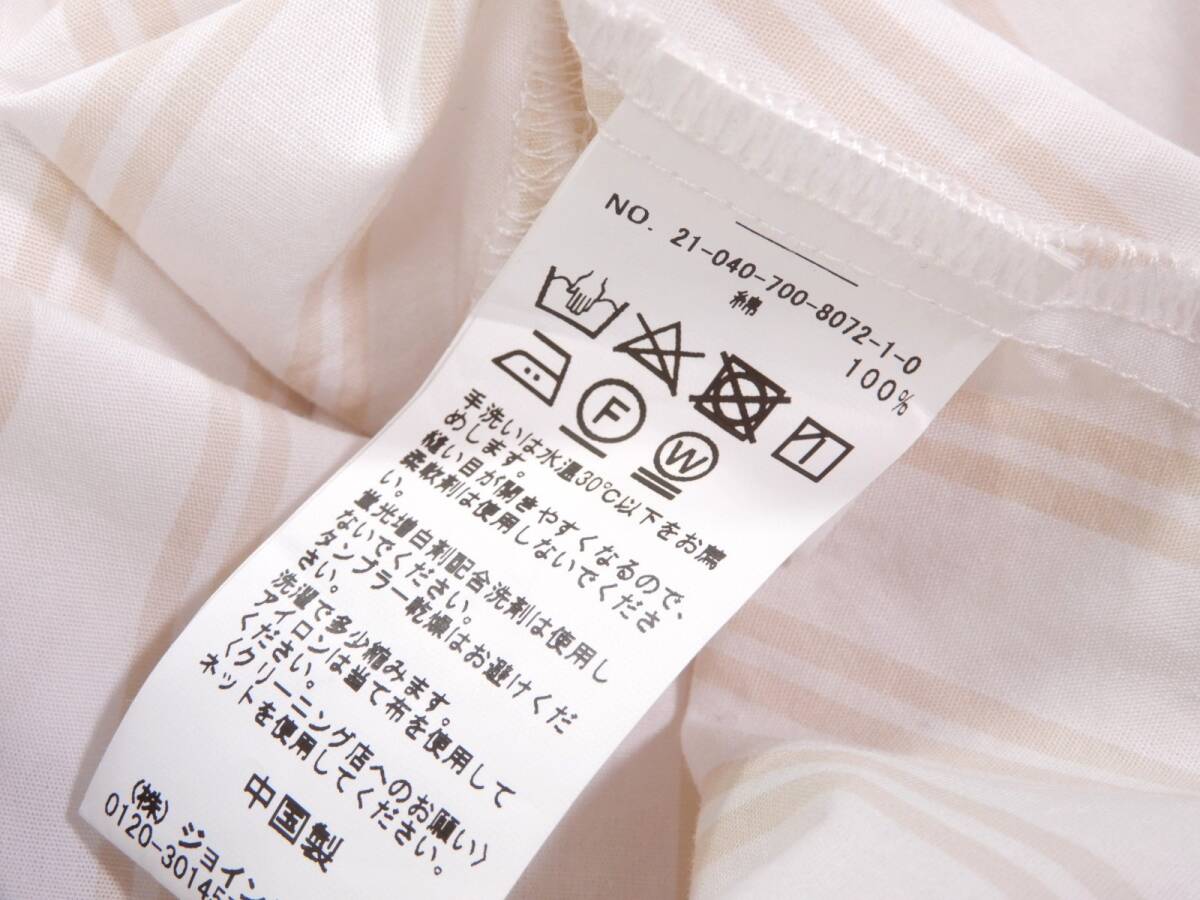 NO. 21-040-700-8072-1-0
綿 100%
F
W
手洗いは水温30℃以下をお薦
めします。
縫い目が開きやすくなるので、
柔軟剤は使用しないでくださ
い。
蛍光増白剤配合洗剤は使用し
ないでください。
タンブラー乾燥はお避けくだ
さい。
洗濯で多少縮みます。
アイロンは当て布を使用して
ください。
〈クリーニング店へのお願い〉
ネットを使用してください。
中国製
(株)ジョイン
0120-30145